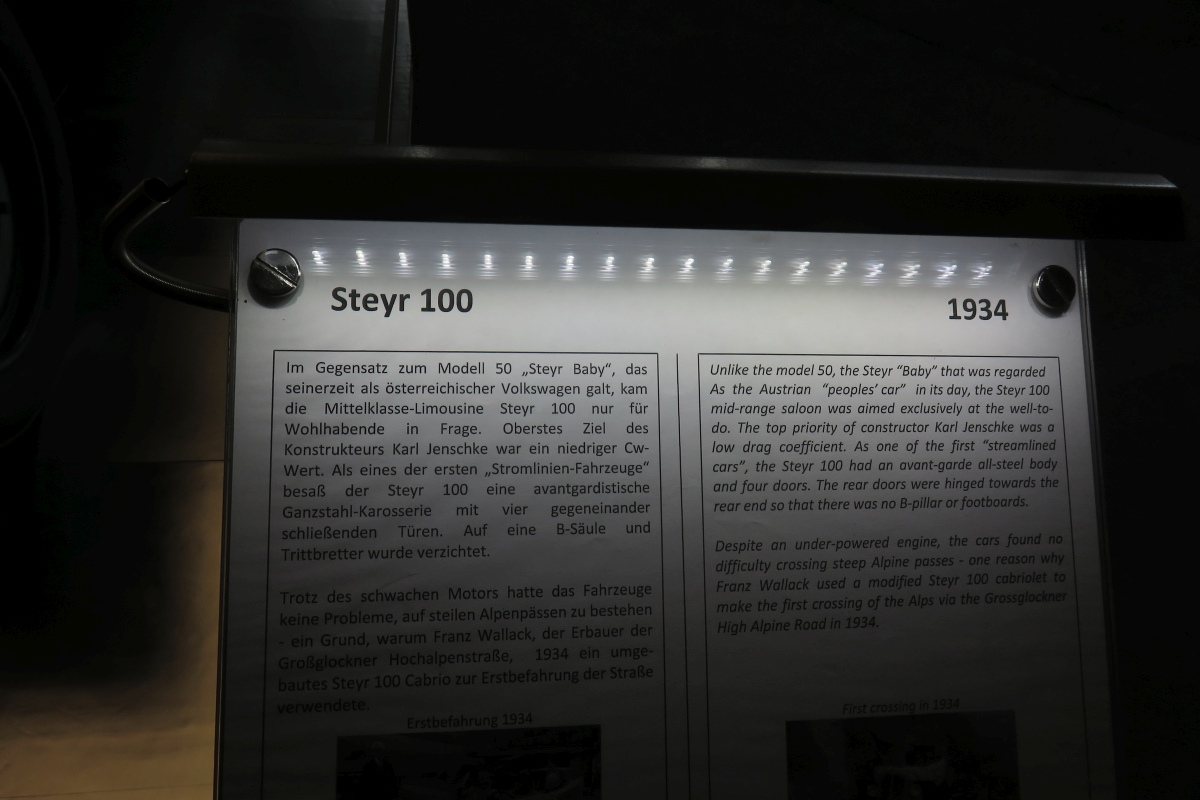 Steyr 100
1934
Im Gegensatz zum Modell 50 „Steyr Baby“, das
seinerzeit als österreichischer Volkswagen galt, kam
die Mittelklasse-Limousine Steyr 100 nur für
Wohlhabende in Frage. Oberstes Ziel des
Konstrukteurs Karl Jenschke war ein niedriger Cw-
Wert. Als eines der ersten „Stromlinien-Fahrzeuge“
besaß der Steyr 100 eine avantgardistische
Ganzstahl-Karosserie mit vier gegeneinander
schließenden Türen. Auf eine B-Säule und
Trittbretter wurde verzichtet.
Trotz des schwachen Motors hatte das Fahrzeuge
keine Probleme, auf steilen Alpenpässen zu bestehen
- ein Grund, warum Franz Wallack, der Erbauer der
Großglockner Hochalpenstraße, 1934 ein umge-
bautes Steyr 100 Cabrio zur Erstbefahrung der Straße
verwendete.
Erstbefahrung 1934
Unlike the model 50, the Steyr “Baby” that was regarded
As the Austrian “peoples’ car” in its day, the Steyr 100
mid-range saloon was aimed exclusively at the well-to-
do. The top priority of constructor Karl Jenschke was a
low drag coefficient. As one of the first “streamlined
cars”, the Steyr 100 had an avant-garde all-steel body
and four doors. The rear doors were hinged towards the
rear end so that there was no B-pillar or footboards.
Despite an under-powered engine, the cars found no
difficulty crossing steep Alpine passes - one reason why
Franz Wallack used a modified Steyr 100 cabriolet to
make the first crossing of the Alps via the Grossglockner
High Alpine Road in 1934.
First crossing in 1934